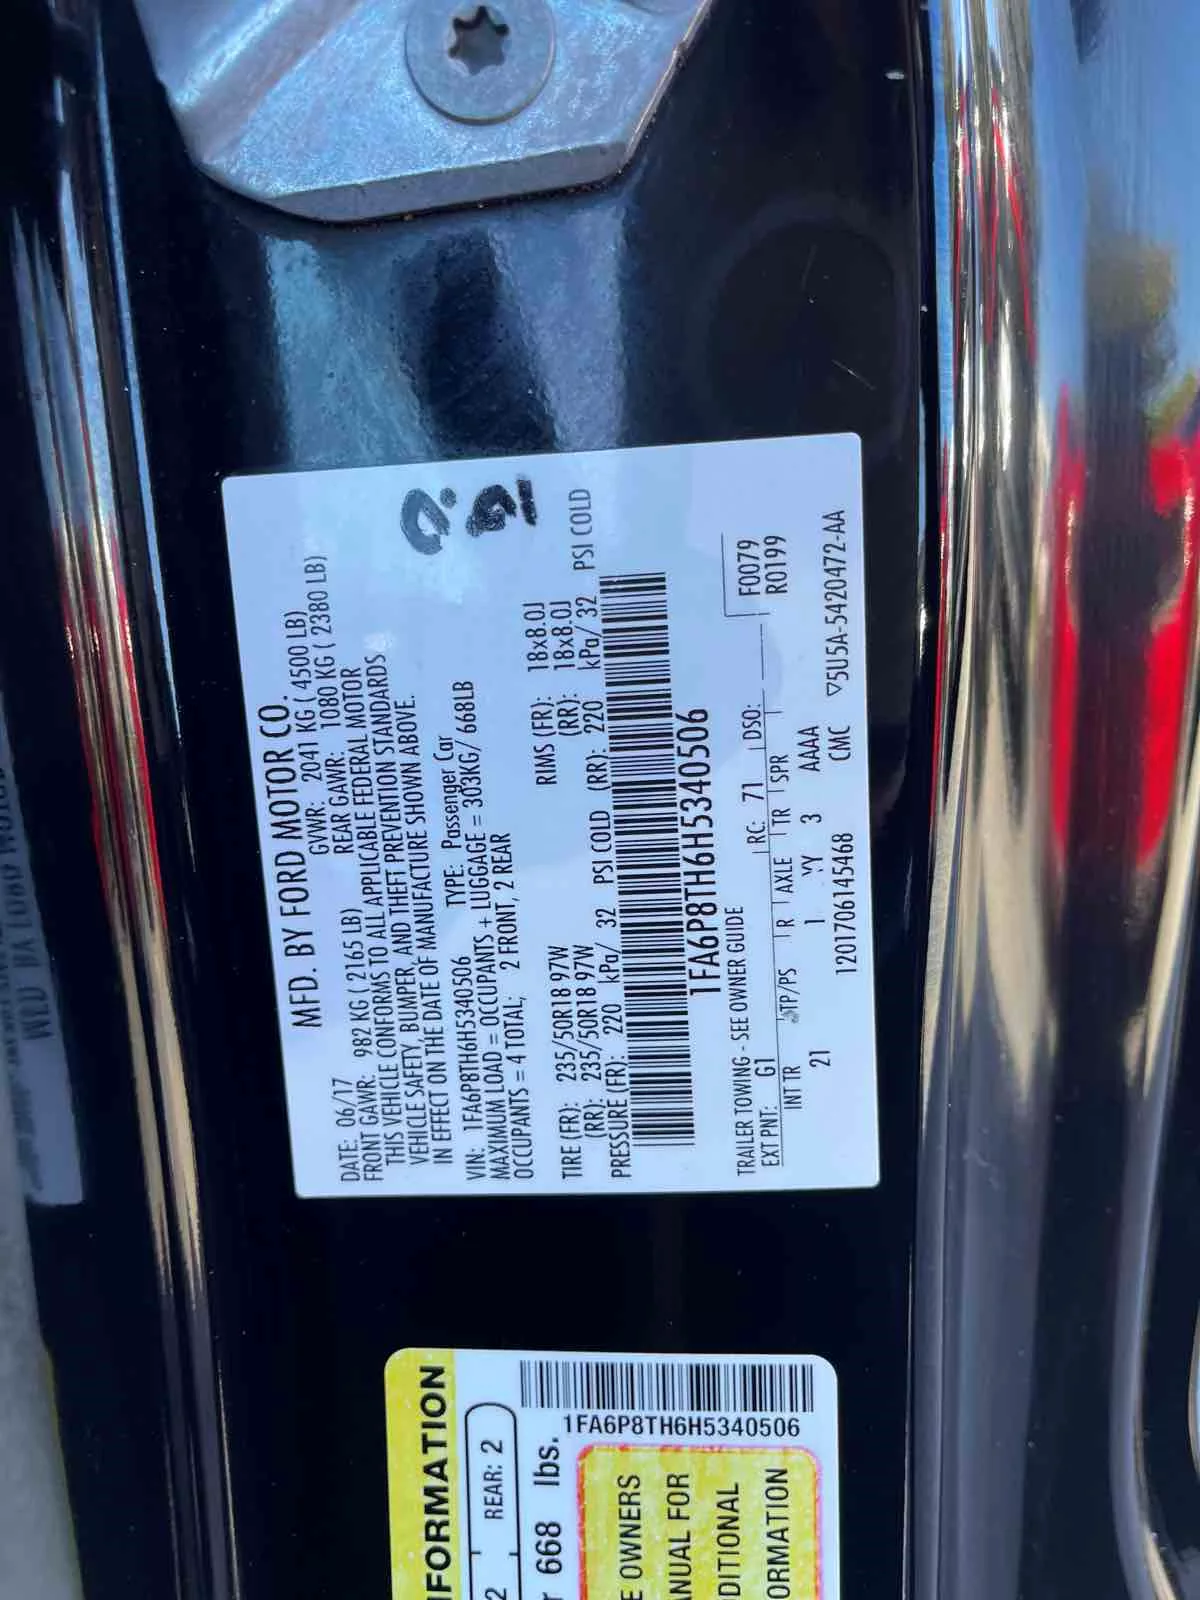 MFD. BY FORD MOTOR CO.
DATE: 06/17 GVWR: 2041 KG ( 4500 LB)
FRONT GAWR: 982 KG ( 2165 LB) REAR GAWR: 1080 KG ( 2380 LB)
THIS VEHICLE CONFORMS TO ALL APPLICABLE FEDERAL MOTOR
VEHICLE SAFETY, BUMPER, AND THEFT PREVENTION STANDARDS
IN EFFECT ON THE DATE OF MANUFACTURE SHOWN ABOVE.
VIN: 1FA6P8TH6H5340506 TYPE: Passenger Car
MAXIMUM LOAD = OCCUPANTS + LUGGAGE = 303KG/ 668LB
OCCUPANTS = 4 TOTAL; 2 FRONT, 2 REAR
TIRE (FR): 235/50R18 97W RIMS (FR): 18x8.0J
(RR): 235/50R18 97W (RR): 18x8.0J
PRESSURE (FR): 220 kPa/ 32 PSI COLD (RR): 220 kPa/ 32 PSI COLD
1FA6P8TH6H5340506
TRAILER TOWING - SEE OWNER GUIDE
EXT PNT: G1 RC: 71 DSO: F0079
INT TR TP/PS R AXLE TR SPR R0199
21 1 YY 3 AAAA
1201706145468 CMC ▽5U5A-5420472-AA
FORMATION
2 REAR: 2
668 lbs.
1FA6P8TH6H5340506
E OWNERS
ANUAL FOR
DDITIONAL
ORMATION